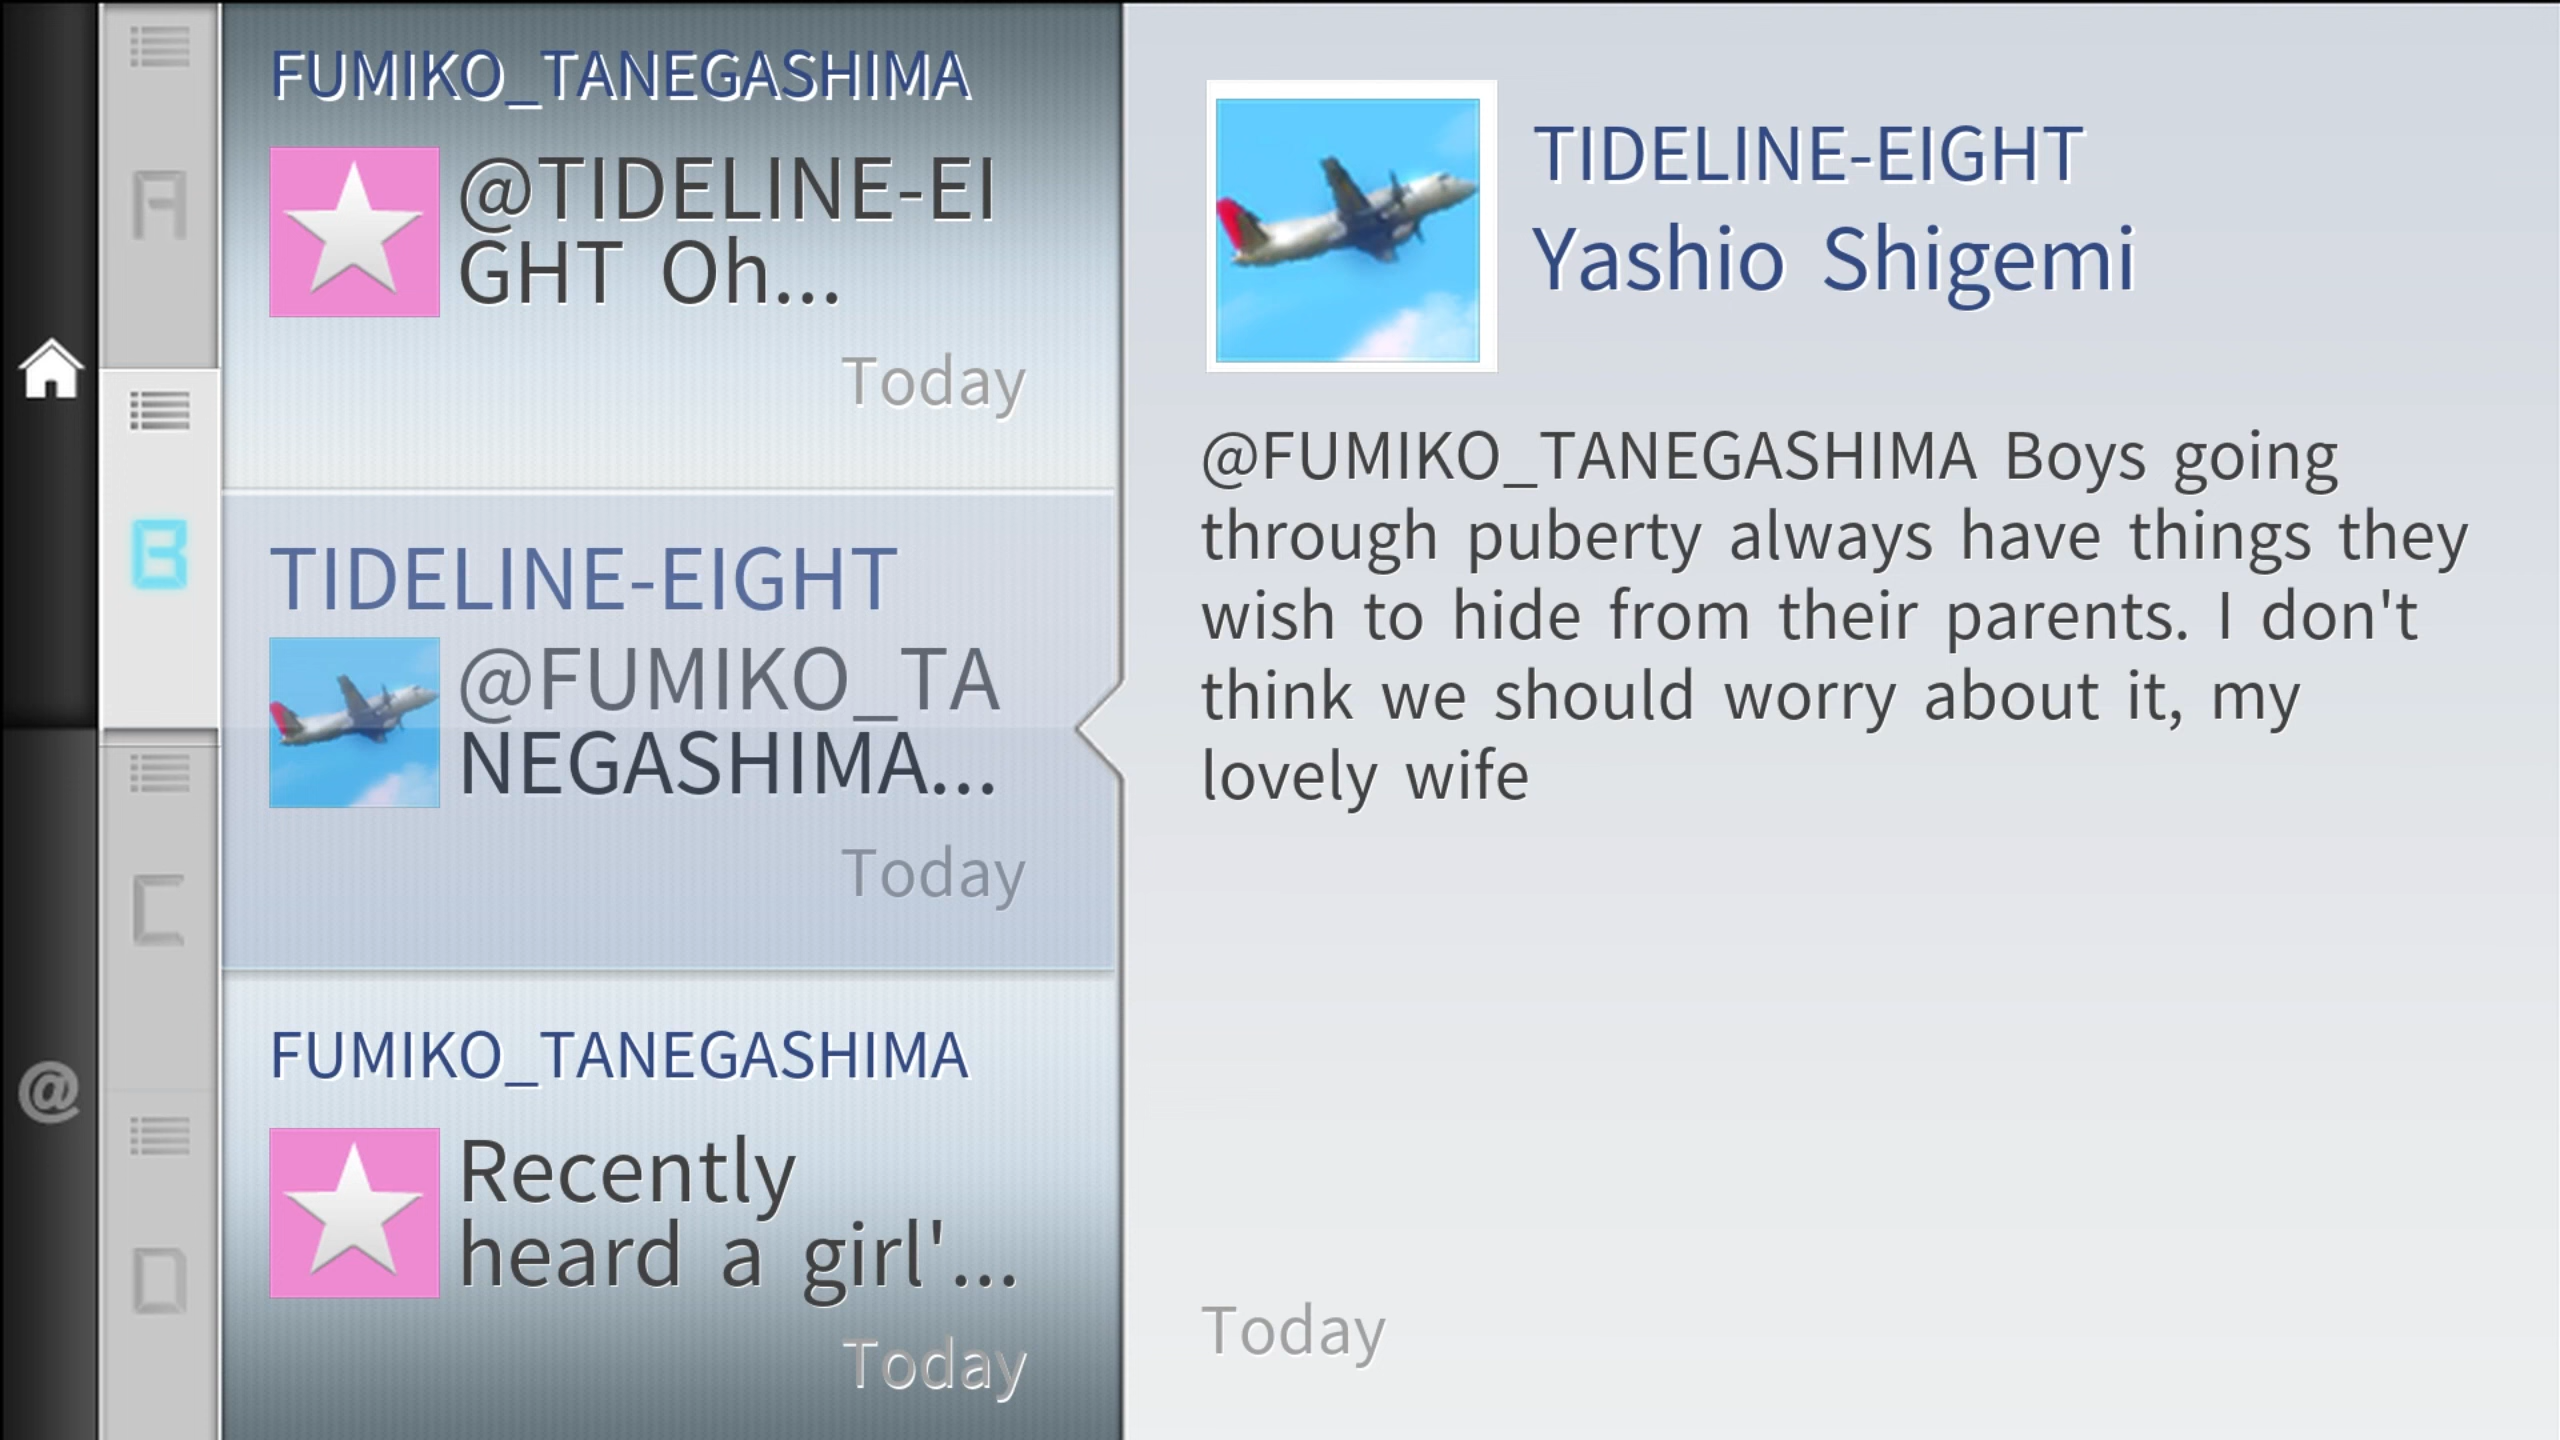 A
B
C
D
@
FUMIKO_TANEGASHIMA
@TIDELINE-EI
GHT Oh...
Today
TIDELINE-EIGHT
@FUMIKO_TA
NEGASHIMA...
Today
FUMIKO_TANEGASHIMA
Recently
heard a girl'...
Today
TIDELINE-EIGHT
Yashio Shigemi
@FUMIKO_TANEGASHIMA Boys going
through puberty always have things they
wish to hide from their parents. I don't
think we should worry about it, my
lovely wife
Today